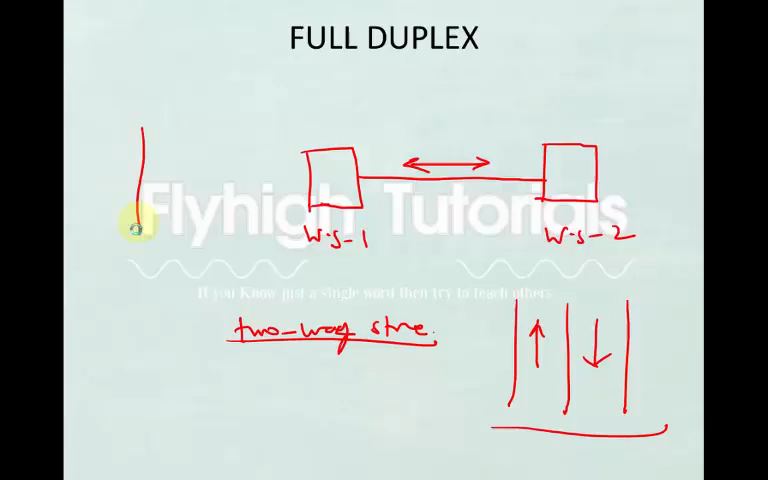 FULL DUPLEX
Flyhigh Tutorials
W.S-1
W.S-2
If you Know just a single word then try to teach others
two-way stre.